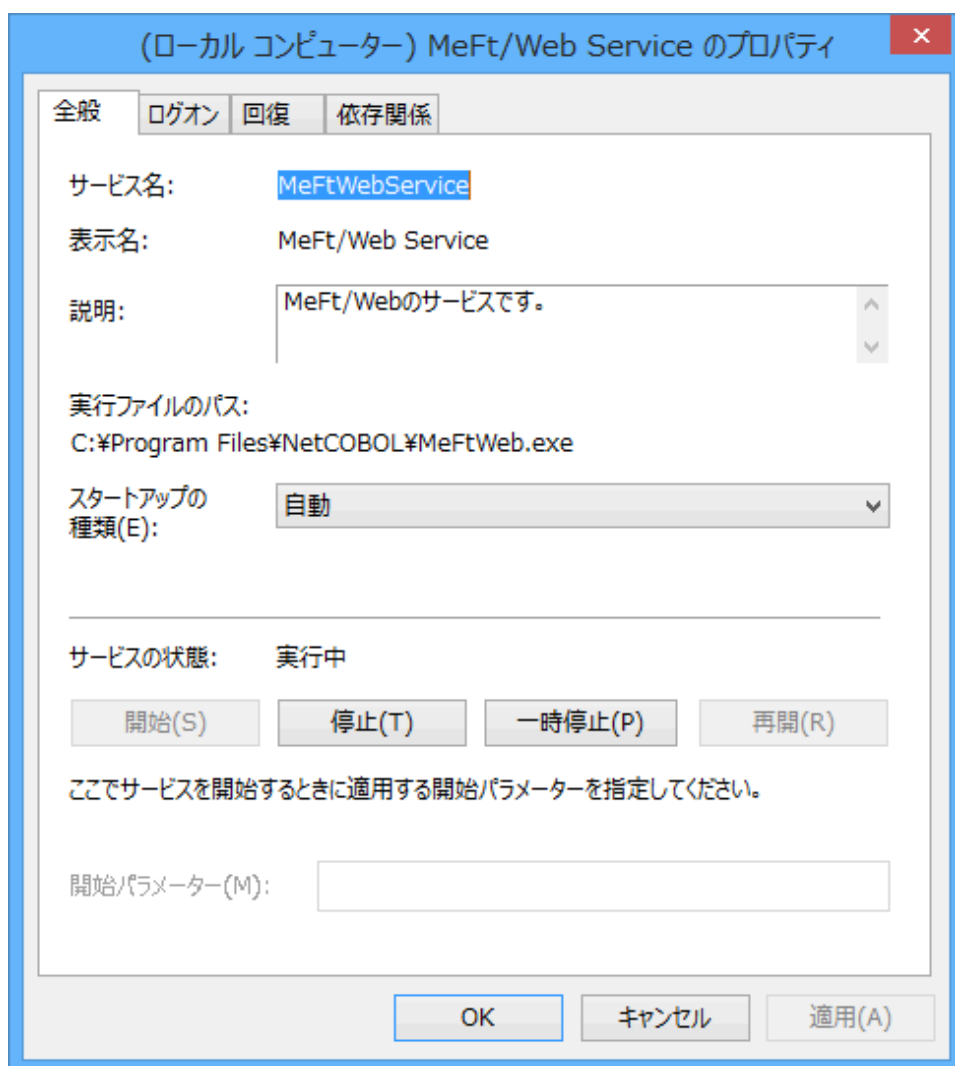 (ローカル コンピューター) MeFt/Web Service のプロパティ
全般 ログオン 回復 依存関係
サービス名: MeFtWebService
表示名: MeFt/Web Service
説明: MeFt/Webのサービスです。
実行ファイルのパス:
C:¥Program Files¥NetCOBOL¥MeFtWeb.exe
スタートアップの
種類(E): 自動
サービスの状態: 実行中
開始(S) 停止(T) 一時停止(P) 再開(R)
ここでサービスを開始するときに適用する開始パラメーターを指定してください。
開始パラメーター(M):
OK キャンセル 適用(A)